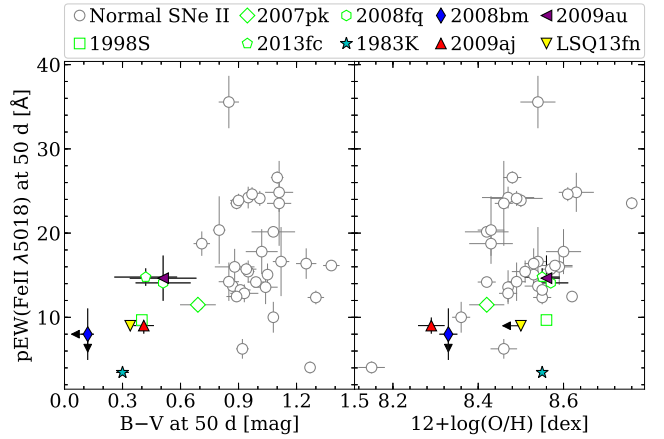 Normal SNe II 2007pk 2008fq 2008bm 2009au
1998S 2013fc 1983K 2009aj LSQ13fn
pEW(FeII λ5018) at 50 d [Å]
40
30
20
10
0.0 0.3 0.6 0.9 1.2 1.5 8.2 8.4 8.6
B−V at 50 d [mag] 12+log(O/H) [dex]